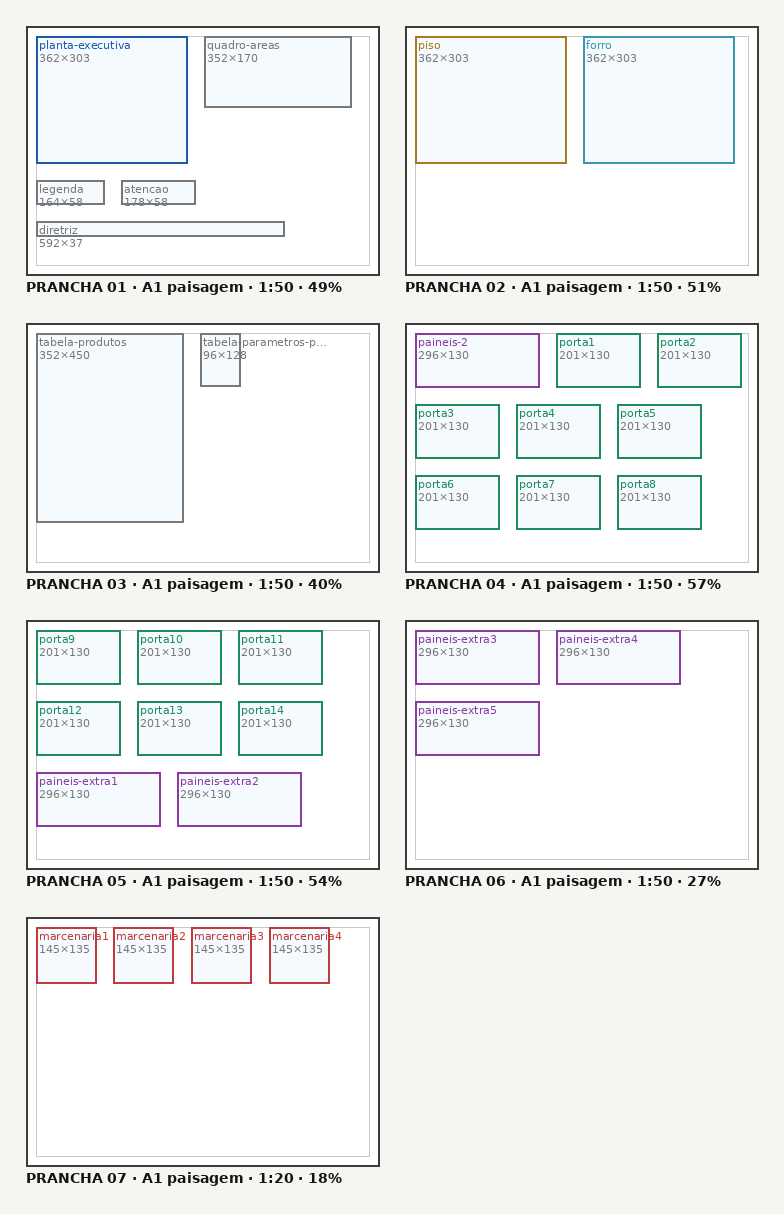 planta-executiva
362×303
quadro-areas
352×170
legenda
164×58
atencao
178×58
diretriz
592×37
PRANCHA 01 · A1 paisagem · 1:50 · 49%
piso
362×303
forro
362×303
PRANCHA 02 · A1 paisagem · 1:50 · 51%
tabela-produtos
352×450
tabela-parametros-p…
96×128
PRANCHA 03 · A1 paisagem · 1:50 · 40%
paineis-2
296×130
porta1
201×130
porta2
201×130
porta3
201×130
porta4
201×130
porta5
201×130
porta6
201×130
porta7
201×130
porta8
201×130
PRANCHA 04 · A1 paisagem · 1:50 · 57%
porta9
201×130
porta10
201×130
porta11
201×130
porta12
201×130
porta13
201×130
porta14
201×130
paineis-extra1
296×130
paineis-extra2
296×130
PRANCHA 05 · A1 paisagem · 1:50 · 54%
paineis-extra3
296×130
paineis-extra4
296×130
paineis-extra5
296×130
PRANCHA 06 · A1 paisagem · 1:50 · 27%
marcenaria1
145×135
marcenaria2
145×135
marcenaria3
145×135
marcenaria4
145×135
PRANCHA 07 · A1 paisagem · 1:20 · 18%